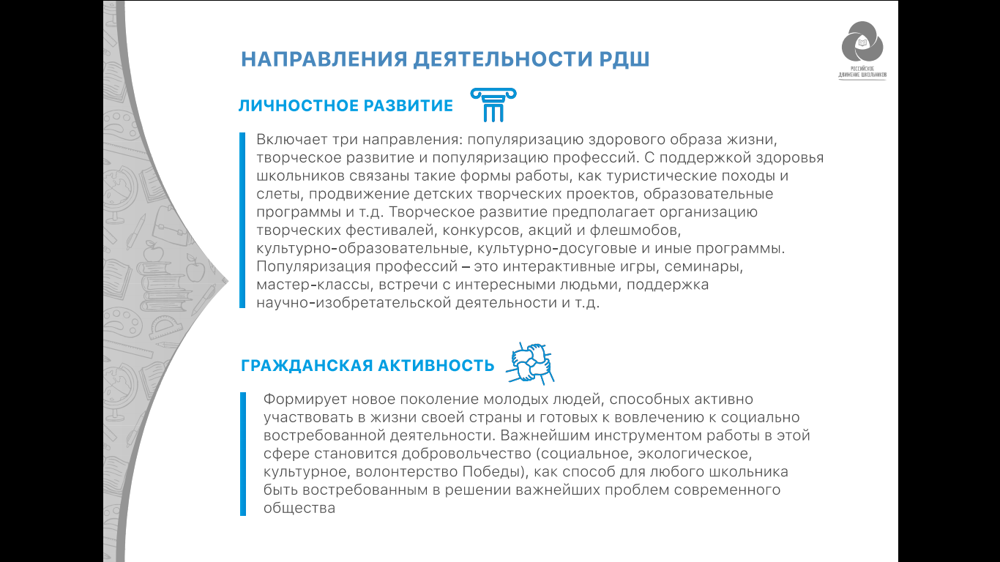 НАПРАВЛЕНИЯ ДЕЯТЕЛЬНОСТИ РДШ
РОССИЙСКОЕ
ДВИЖЕНИЕ ШКОЛЬНИКОВ
ЛИЧНОСТНОЕ РАЗВИТИЕ
Включает три направления: популяризацию здорового образа жизни,
творческое развитие и популяризацию профессий. С поддержкой здоровья
школьников связаны такие формы работы, как туристические походы и
слеты, продвижение детских творческих проектов, образовательные
программы и т.д. Творческое развитие предполагает организацию
творческих фестивалей, конкурсов, акций и флешмобов,
культурно-образовательные, культурно-досуговые и иные программы.
Популяризация профессий – это интерактивные игры, семинары,
мастер-классы, встречи с интересными людьми, поддержка
научно-изобретательской деятельности и т.д.
ГРАЖДАНСКАЯ АКТИВНОСТЬ
Формирует новое поколение молодых людей, способных активно
участвовать в жизни своей страны и готовых к вовлечению к социально
востребованной деятельности. Важнейшим инструментом работы в этой
сфере становится добровольчество (социальное, экологическое,
культурное, волонтерство Победы), как способ для любого школьника
быть востребованным в решении важнейших проблем современного
общества